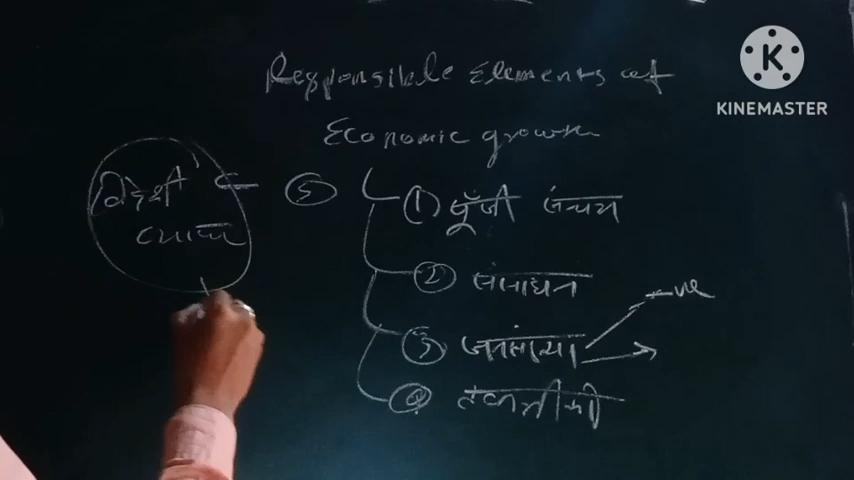 Responsible Elements of
Economic growth
① पूँजी संचय
② संसाधन
③ जनसंख्या
-ve
④ तकनीकी
⑤
विदेशी
व्यापार
KINEMASTER